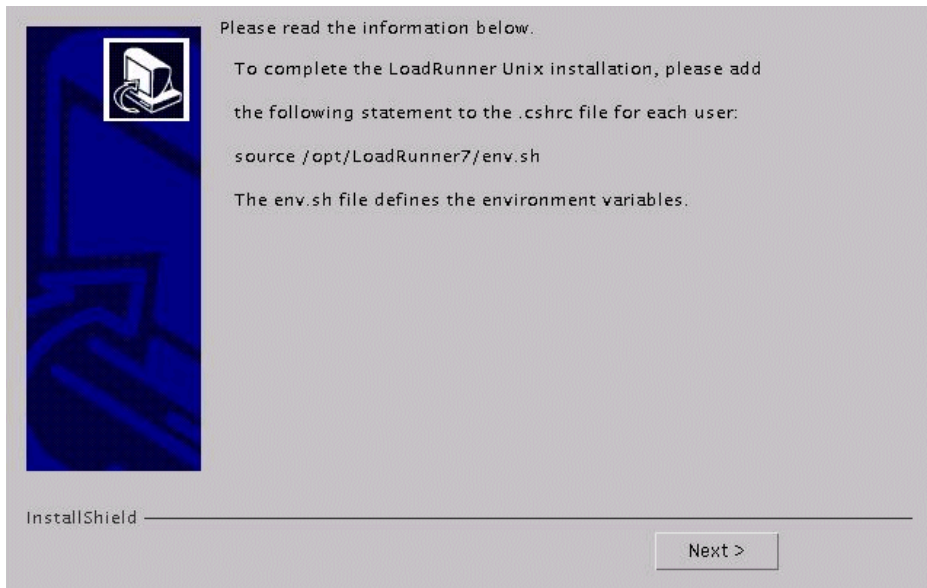 Please read the information below.
To complete the LoadRunner Unix installation, please add
the following statement to the .cshrc file for each user:
source /opt/LoadRunner7/env.sh
The env.sh file defines the environment variables.
InstallShield
Next >